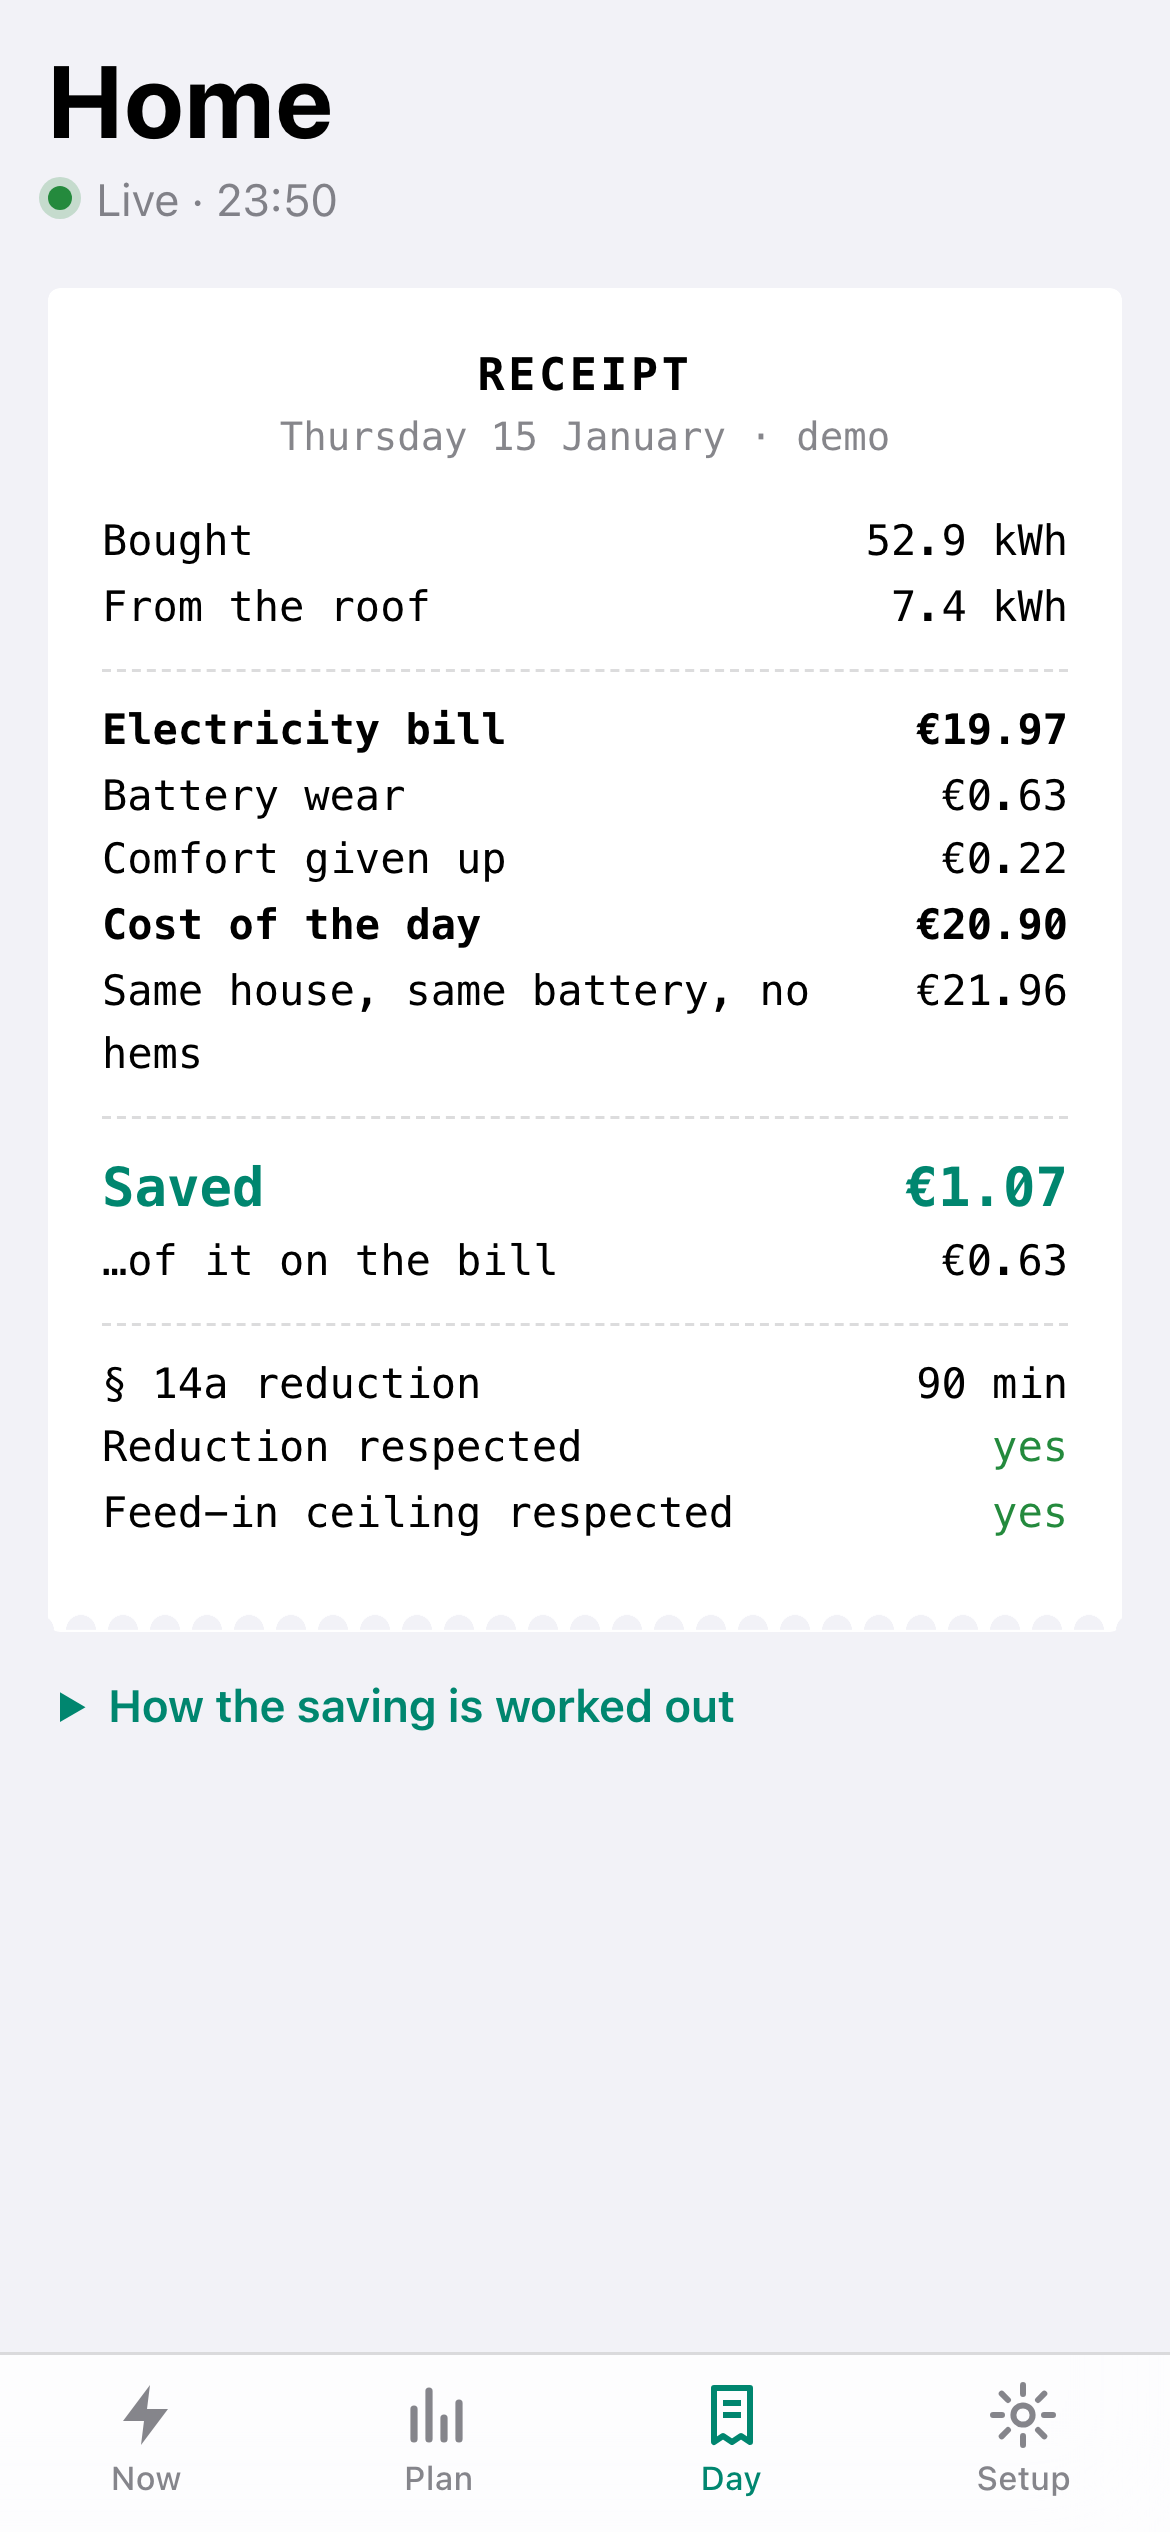 Home
Live · 23:50
RECEIPT
Thursday 15 January · demo
Bought 52.9 kWh
From the roof 7.4 kWh
Electricity bill €19.97
Battery wear €0.63
Comfort given up €0.22
Cost of the day €20.90
Same house, same battery, no €21.96
hems
Saved €1.07
…of it on the bill €0.63
§ 14a reduction 90 min
Reduction respected yes
Feed-in ceiling respected yes
How the saving is worked out
Now Plan Day Setup